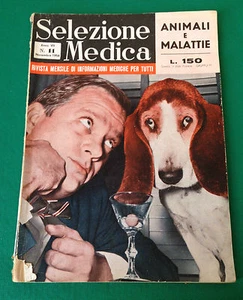 Selezione
Medica
N. 11
ANIMALI
E
MALATTIE
L. 150
RIVISTA MENSILE DI INFORMAZIONI MEDICHE PER TUTTI